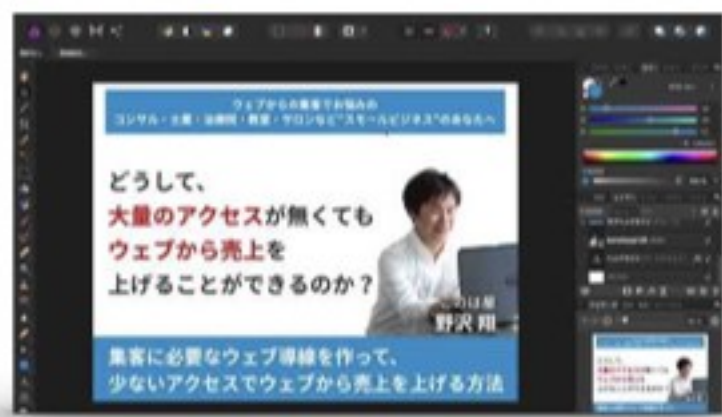 ウェブからの集客でお悩みの
コンサル・士業・治療院・教室・サロンなど"スモールビジネス"のあなたへ
どうして、
大量のアクセスが無くても
ウェブから売上を
上げることができるのか？
このは屋
野沢 翔
集客に必要なウェブ導線を作って、
少ないアクセスでウェブから売上を上げる方法